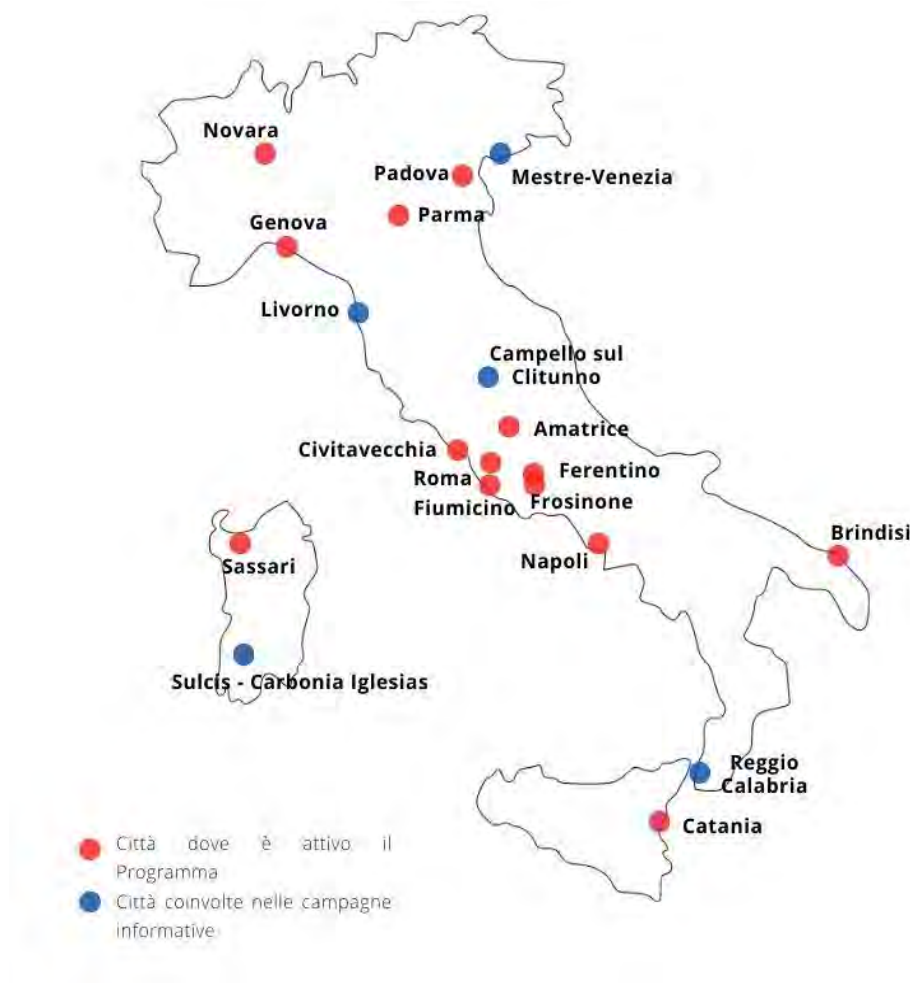 Novara
Padova
Mestre-Venezia
Parma
Genova
Livorno
Campello sul
Clitunno
Amatrice
Civitavecchia
Ferentino
Roma
Frosinone
Fiumicino
Brindisi
Napoli
Sassari
Sulcis - Carbonia Iglesias
Reggio
Calabria
Catania
Città dove è attivo il
Programma
Città coinvolte nelle campagne
informative